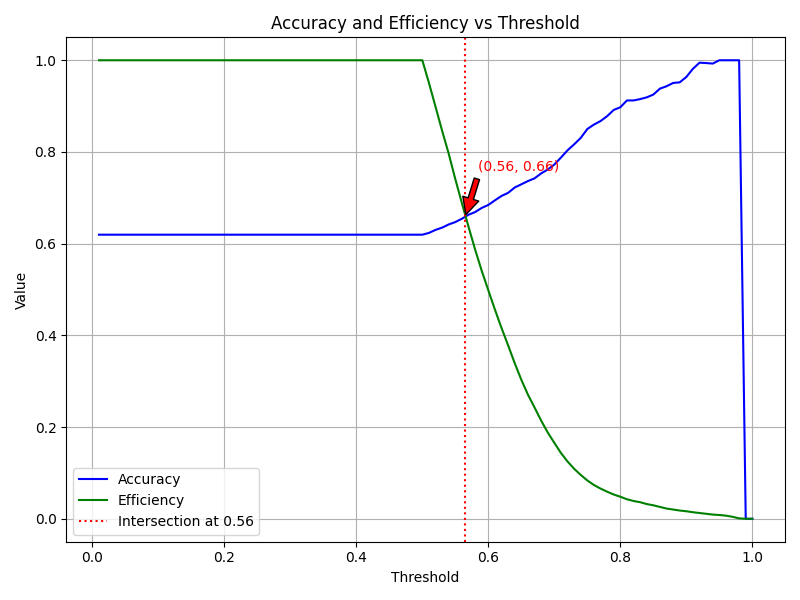 Accuracy and Efficiency vs Threshold
1.0
0.8
0.6
0.4
0.2
0.0
Value
(0.56, 0.66)
Accuracy
Efficiency
Intersection at 0.56
0.0 0.2 0.4 0.6 0.8 1.0
Threshold